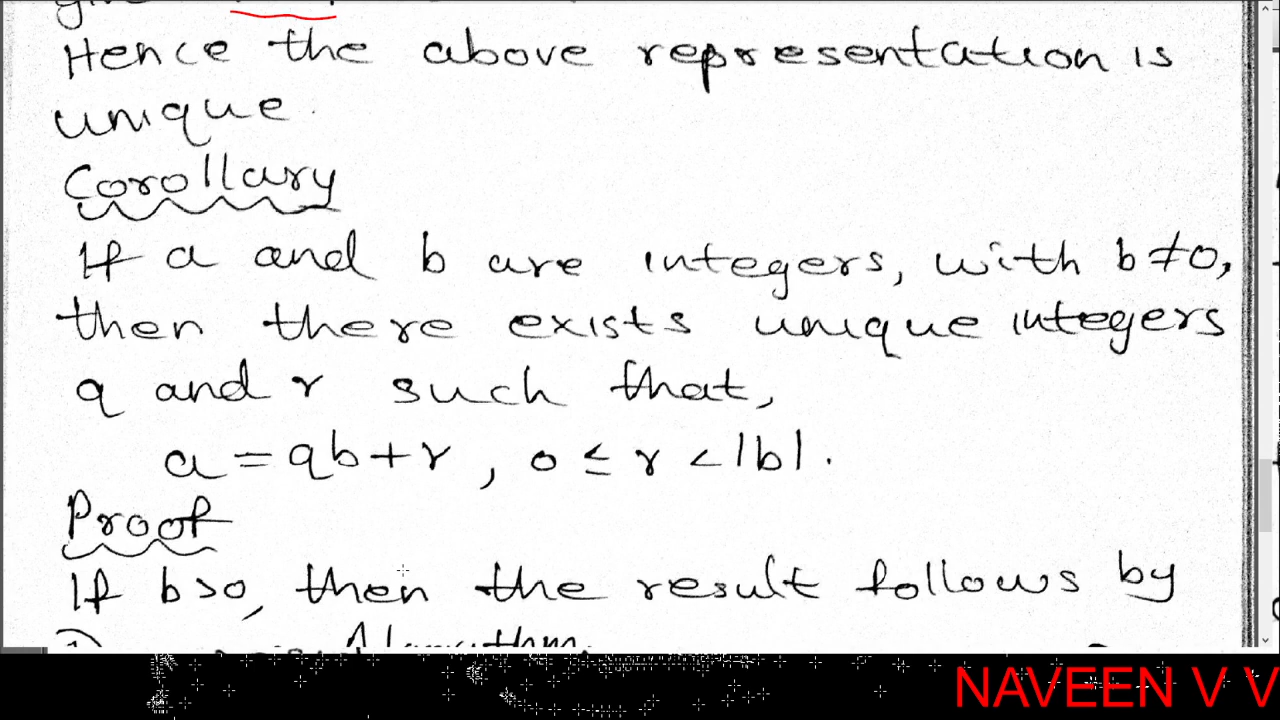 Hence the above representation is
unique.
Corollary
If a and b are integers, with b≠0,
then there exists unique integers
q and r such that,
a = qb + r, 0 ≤ r < |b|.
Proof
If b>0, then the result follows by
Algorithm.
NAVEEN V V